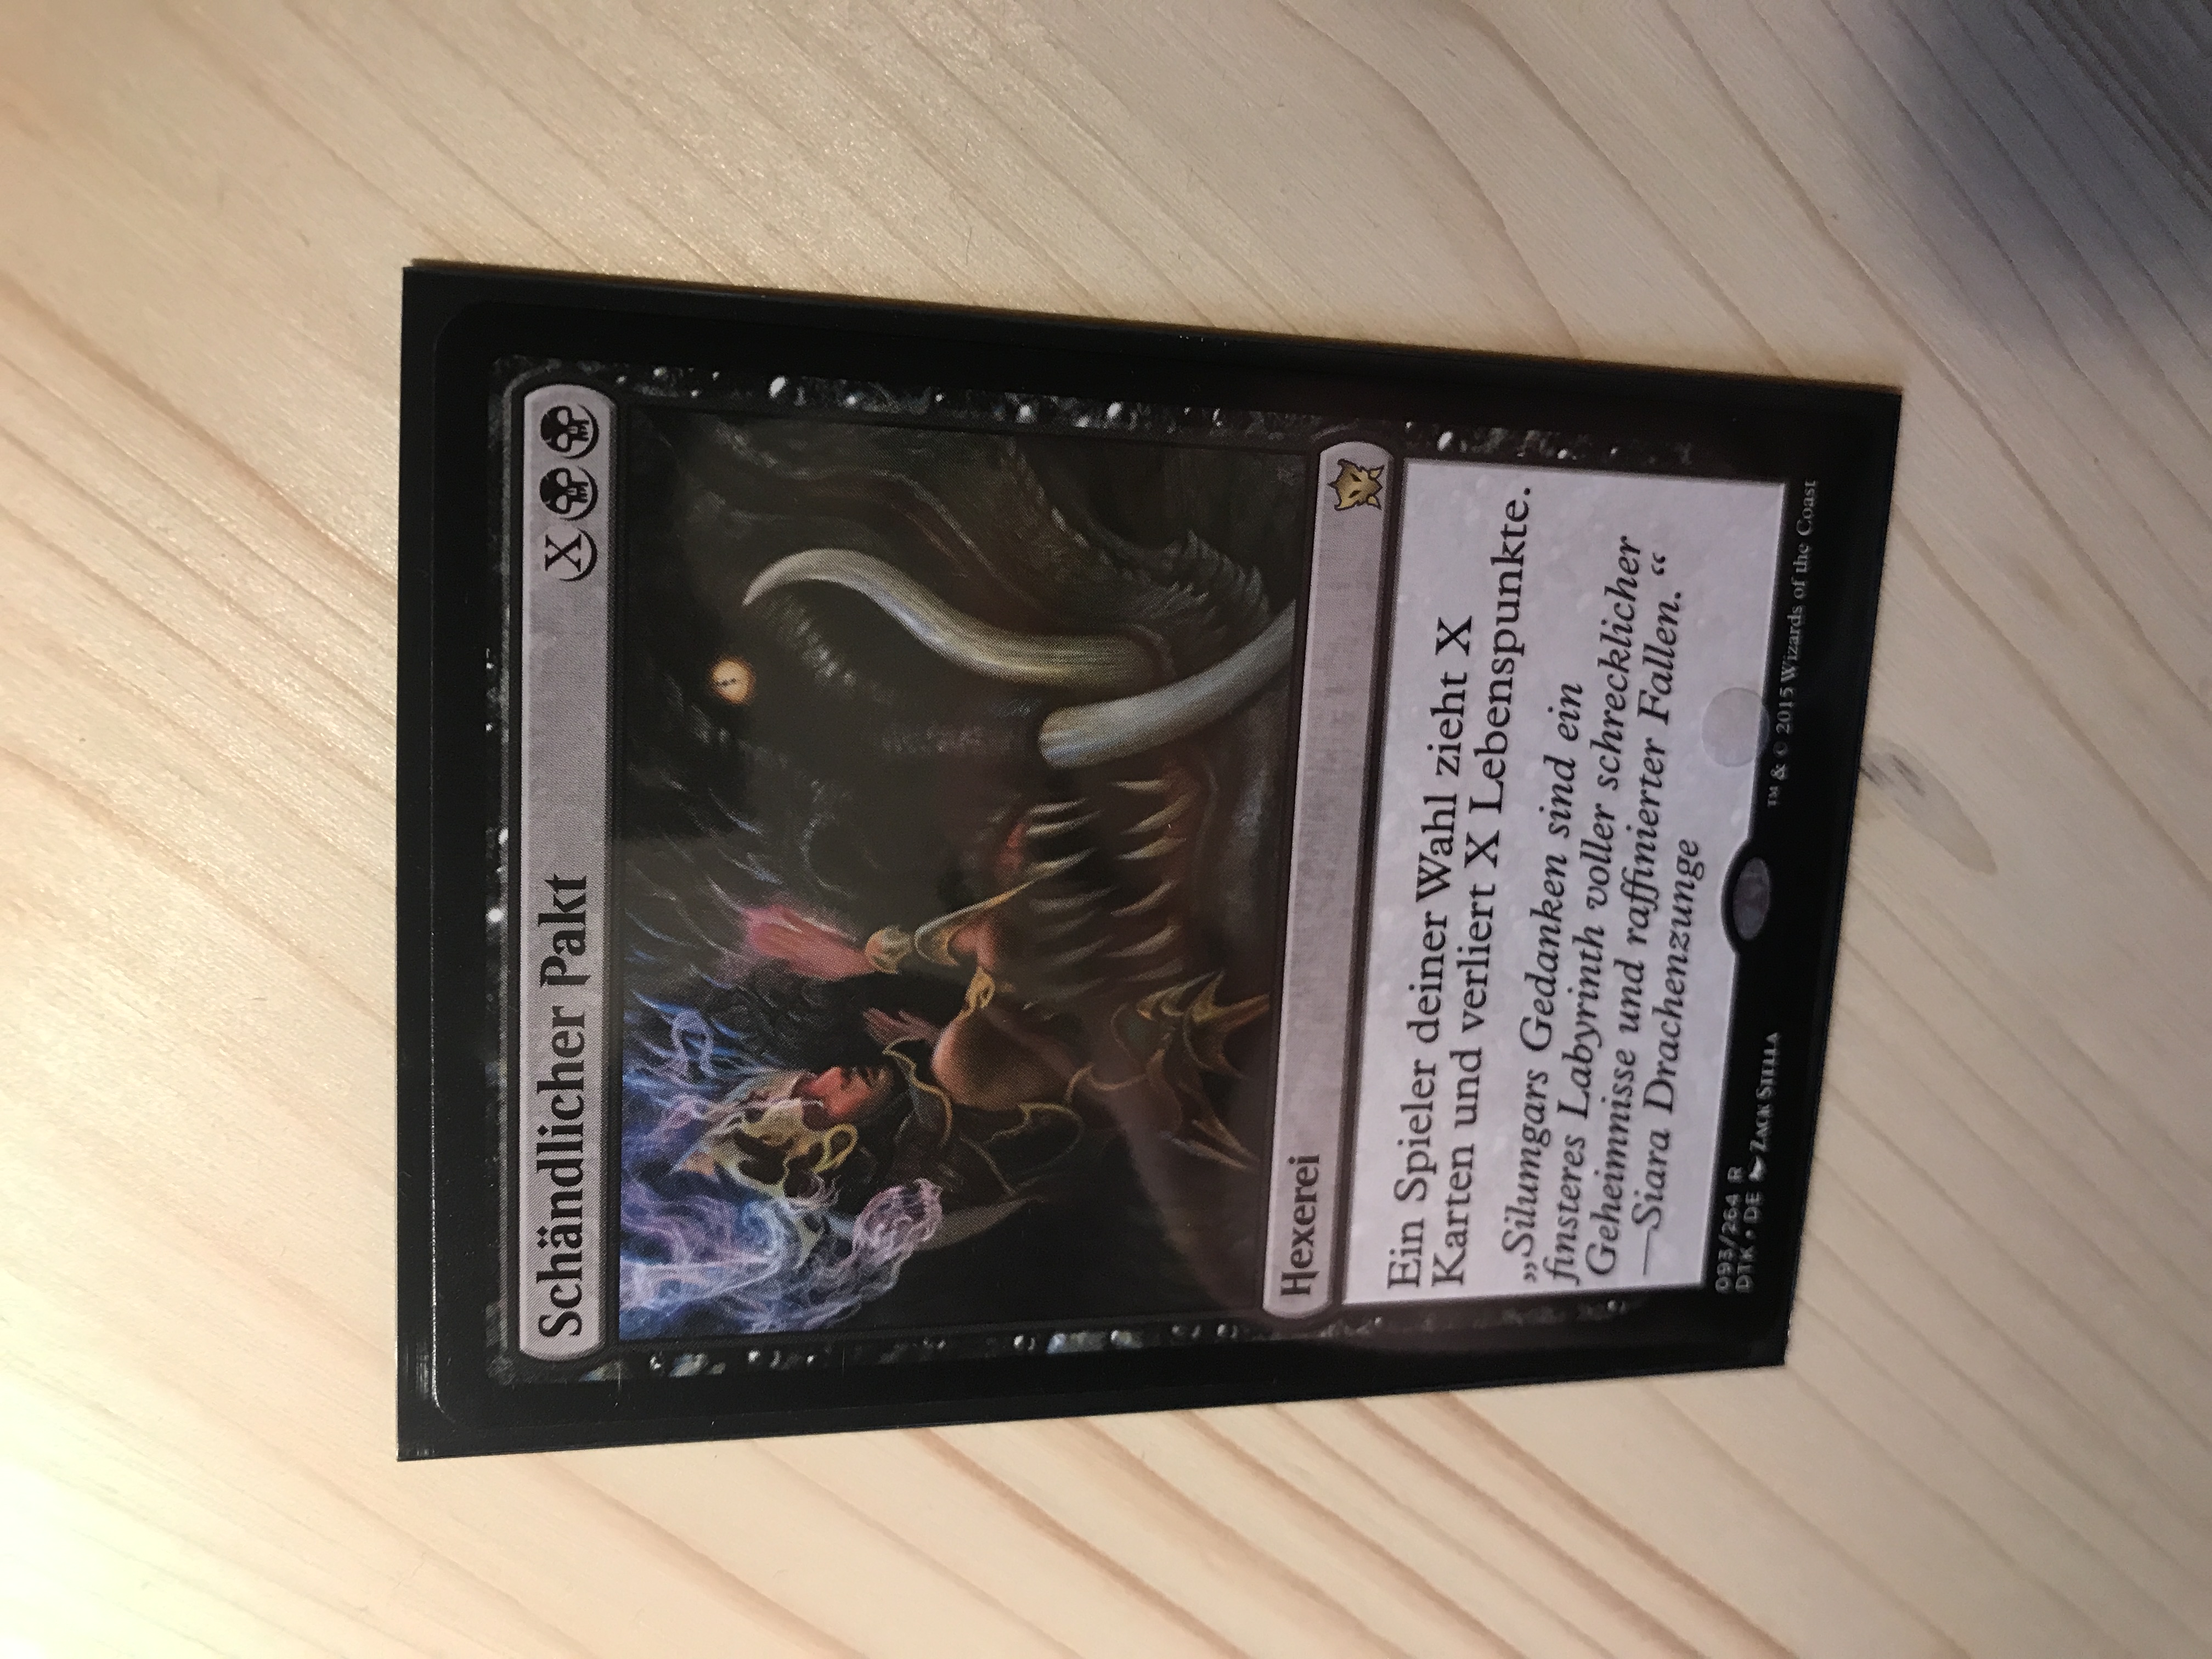 Schändlicher Pakt X
Hexerei
Ein Spieler deiner Wahl zieht X
Karten und verliert X Lebenspunkte.
„Silumgars Gedanken sind ein
finsteres Labyrinth voller schrecklicher
Geheimnisse und raffinierter Fallen. “
—Siara Drachenzunge
093/264 R
DTK • DE Zack Stella
™ & © 2015 Wizards of the Coast